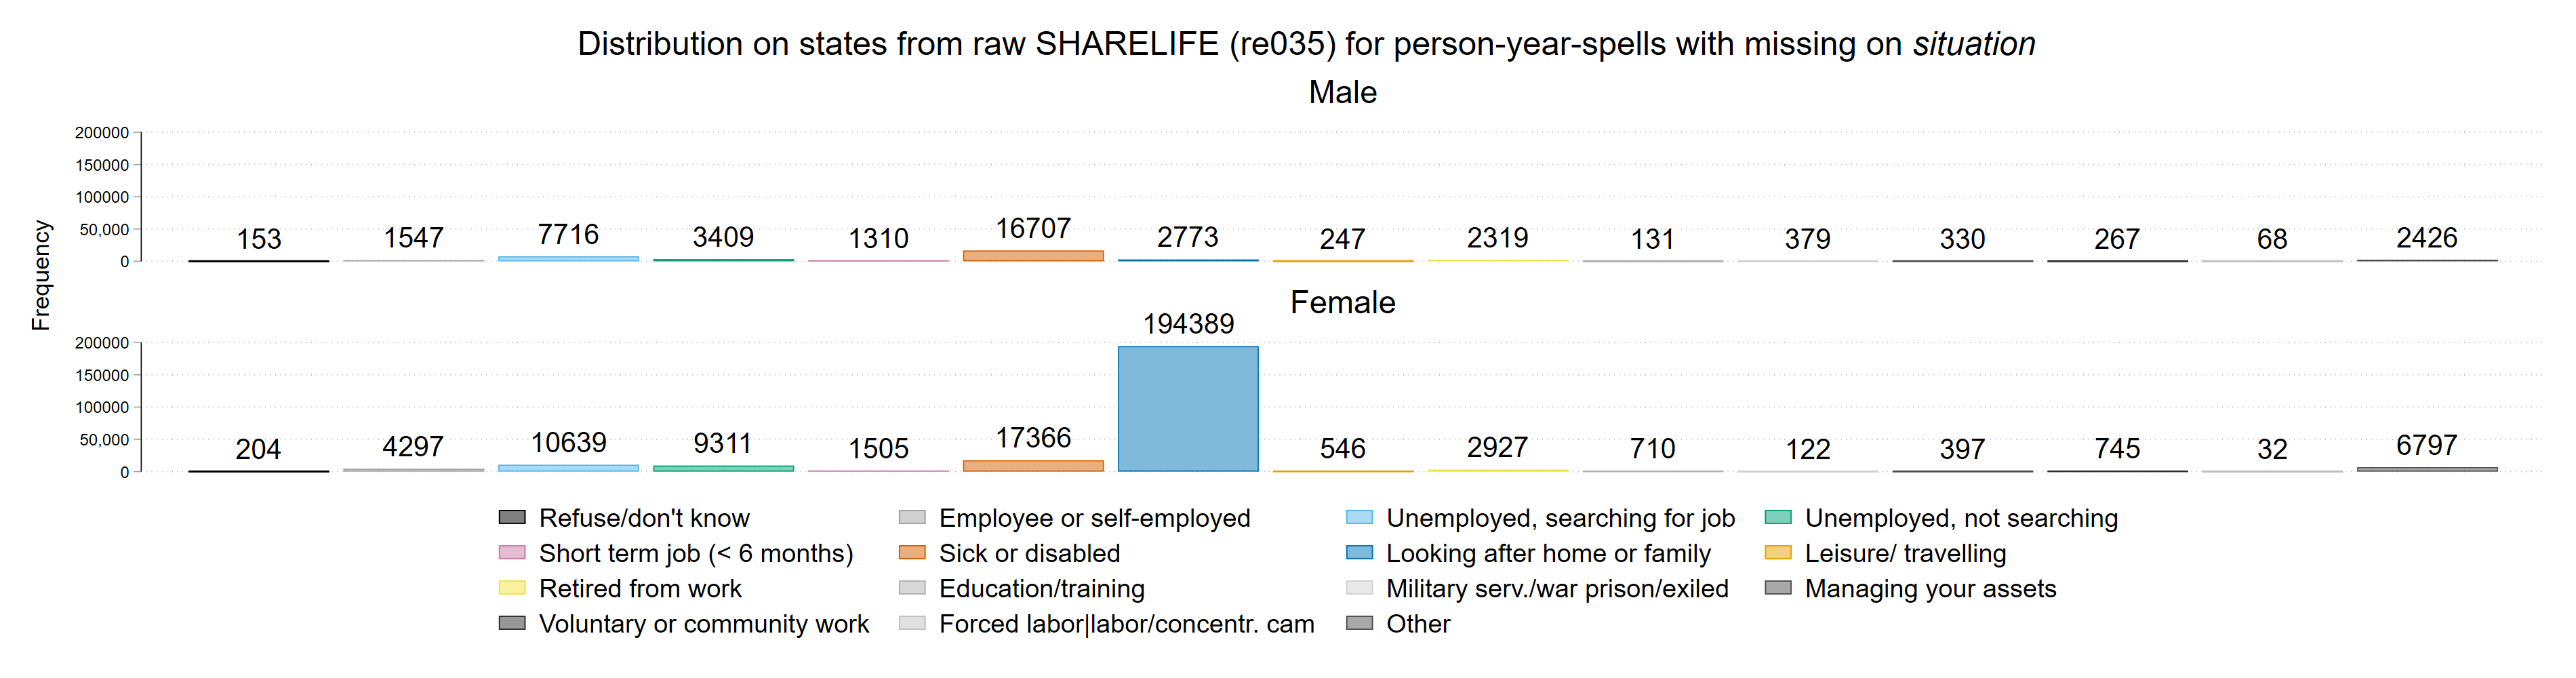 Distribution on states from raw SHARELIFE (re035) for person-year-spells with missing on situation
Male
Frequency
200000
150000
100000
50,000
0
153 1547 7716 3409 1310 16707 2773 247 2319 131 379 330 267 68 2426
Female
200000
150000
100000
50,000
0
204 4297 10639 9311 1505 17366 194389 546 2927 710 122 397 745 32 6797
Refuse/don't know Employee or self-employed Unemployed, searching for job Unemployed, not searching
Short term job (< 6 months) Sick or disabled Looking after home or family Leisure/ travelling
Retired from work Education/training Military serv./war prison/exiled Managing your assets
Voluntary or community work Forced labor|labor/concentr. cam Other